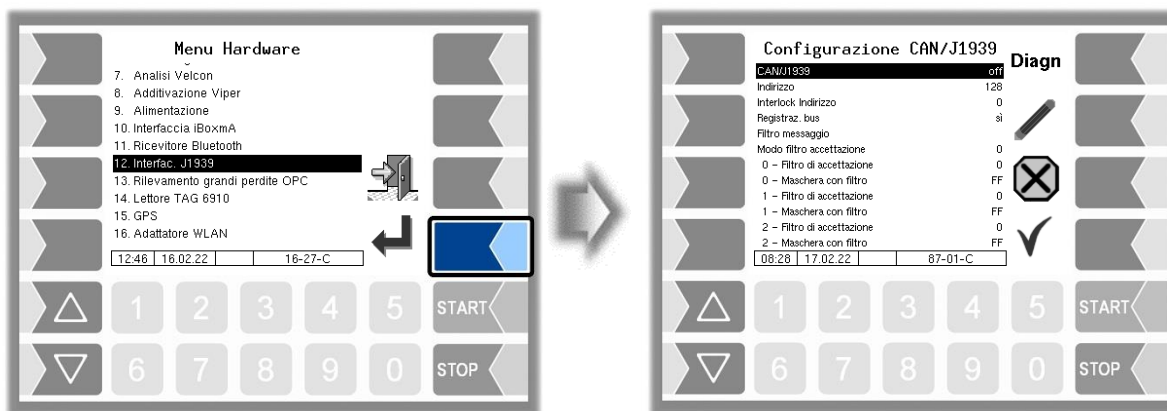 Menu Hardware
7. Analisi Velcon
8. Additivazione Viper
9. Alimentazione
10. Interfaccia iBoxmA
11. Ricevitore Bluetooth
12. Interfac. J1939
13. Rilevamento grandi perdite OPC
14. Lettore TAG 6910
15. GPS
16. Adattatore WLAN
12:46 16.02.22 16-27-C
1 2 3 4 5 START
6 7 8 9 0 STOP
Configurazione CAN/J1939
Diagn
CAN/J1939 off
Indirizzo 128
Interlock Indirizzo 0
Registraz. bus sì
Filtro messaggio
Modo filtro accettazione 0
0 - Filtro di accettazione 0
0 - Maschera con filtro FF
1 - Filtro di accettazione 0
1 - Maschera con filtro FF
2 - Filtro di accettazione 0
2 - Maschera con filtro FF
08:28 17.02.22 87-01-C
1 2 3 4 5 START
6 7 8 9 0 STOP